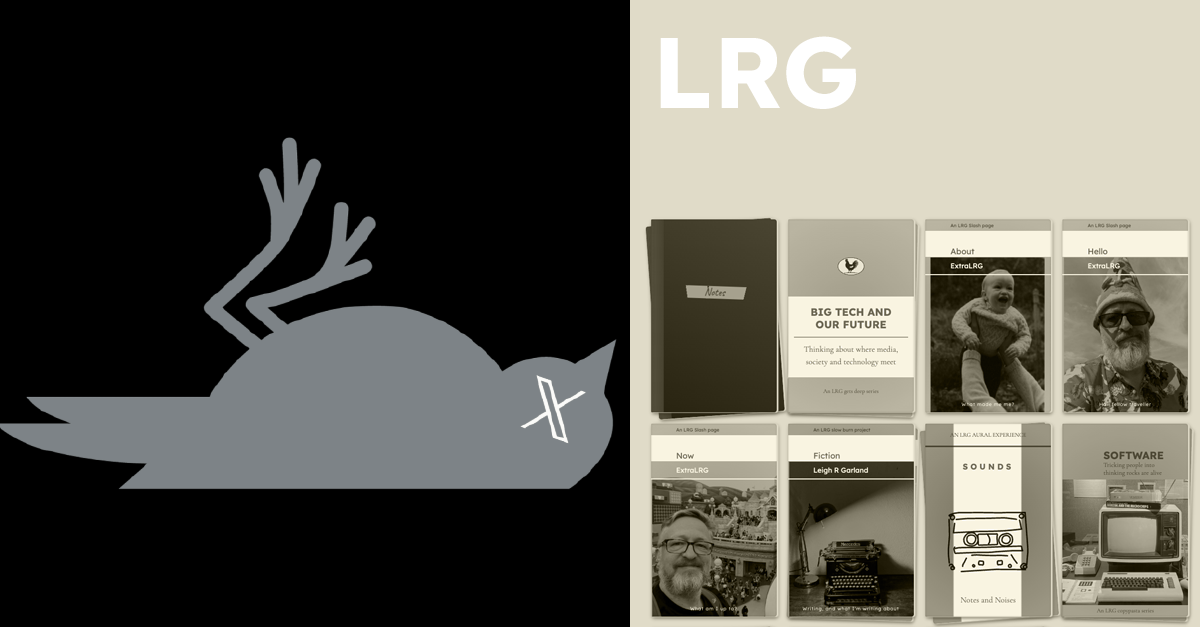 LRG
Notes
BIG TECH AND
OUR FUTURE
Thinking about where media,
society and technology meet
An LRG gets deep series
An LRG Slash page
About
ExtraLRG
What made me me?
An LRG Slash page
Hello
ExtraLRG
Hail fellow traveller
An LRG Slash page
Now
ExtraLRG
What am I up to?
An LRG slow burn project
Fiction
Leigh R Garland
Writing, and what I'm writing about
AN LRG AURAL EXPERIENCE
SOUNDS
Notes and Noises
SOFTWARE
Tricking people into
thinking rocks are alive
An LRG copypasta series